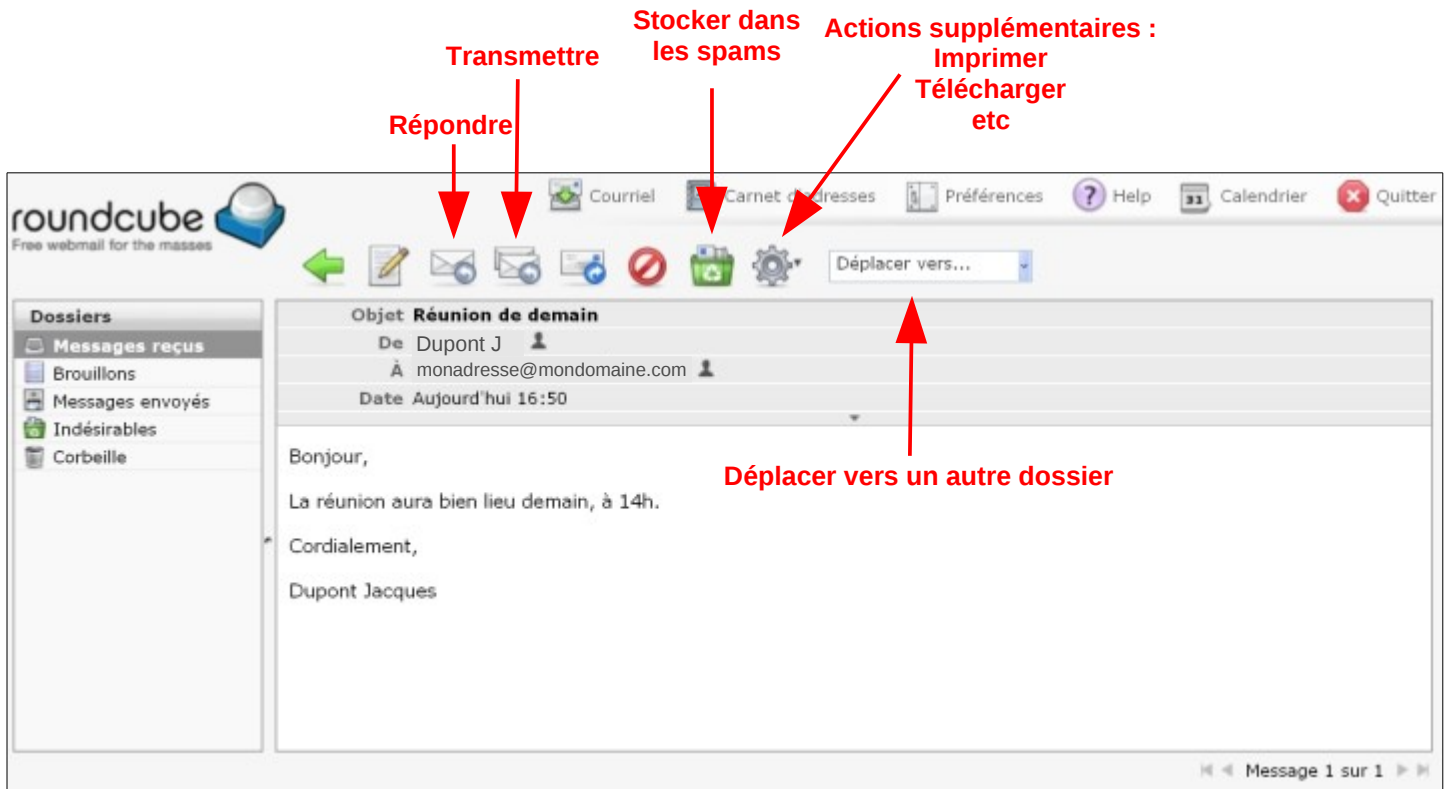 Stocker dans
les spams
Actions supplémentaires :
Imprimer
Télécharger
etc
Transmettre
Répondre
roundcube
Free webmail for the masses
Courriel
Carnet d'adresses
Préférences
? Help
31 Calendrier
Quitter
Déplacer vers...
Dossiers
Messages reçus
Brouillons
Messages envoyés
Indésirables
Corbeille
Objet Réunion de demain
De Dupont J
À monadresse@mondomaine.com
Date Aujourd'hui 16:50
Bonjour,
La réunion aura bien lieu demain, à 14h.
Cordialement,
Dupont Jacques
Déplacer vers un autre dossier
Message 1 sur 1